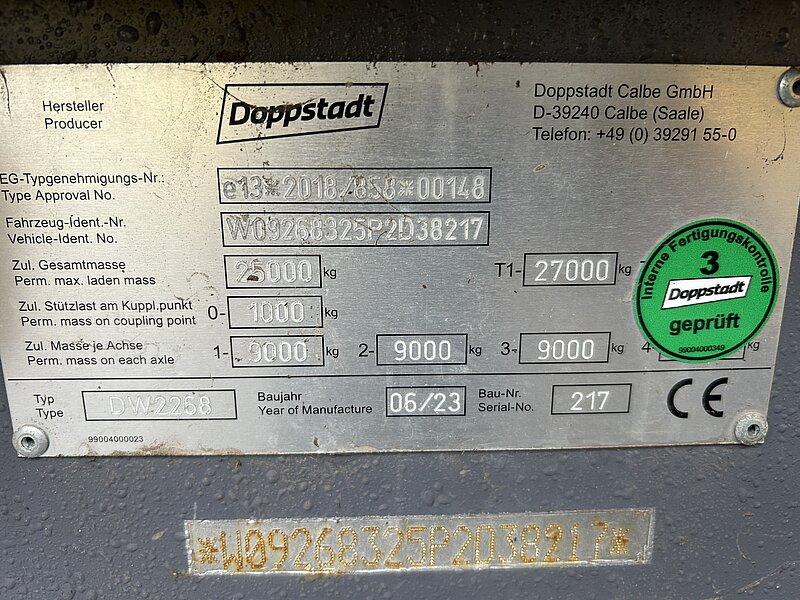 Hersteller
Producer
Doppstadt
Doppstadt Calbe GmbH
D-39240 Calbe (Saale)
Telefon: +49 (0) 39291 55-0
EG-Typgenehmigungs-Nr.:
Type Approval No.
e13*2018/858*00148
Fahrzeug-Ident.-Nr.
Vehicle-Ident. No.
W09268325P2D38217
Zul. Gesamtmasse
Perm. max. laden mass
25000 kg
T1- 27000 kg
Zul. Stützlast am Kuppl.punkt
Perm. mass on coupling point
0- 1000 kg
Zul. Masse je Achse
Perm. mass on each axle
1- 9000 kg
2- 9000 kg
3- 9000 kg
4- kg
Interne Fertigungskontrolle
3
Doppstadt
geprüft
99004000349
Typ
Type
DW2258
Baujahr
Year of Manufacture
06/23
Bau-Nr.
Serial-No.
217
CE
99004000023
*W09268325P2D38217*